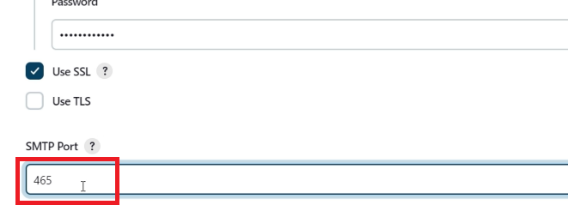 Password
••••••••••••
Use SSL ?
Use TLS
SMTP Port ?
465